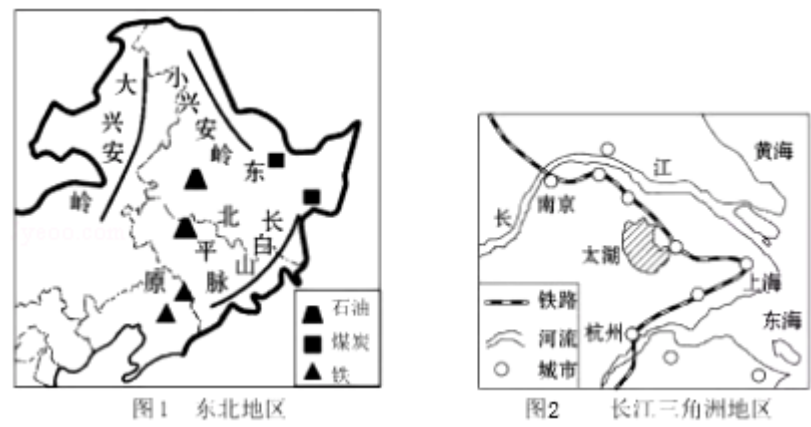 大兴安岭
小兴安岭
东北平原
长白山脉
石油
煤炭
铁
图1 东北地区
黄海
长江
南京
太湖
上海
杭州
东海
铁路
河流
城市
图2 长江三角洲地区